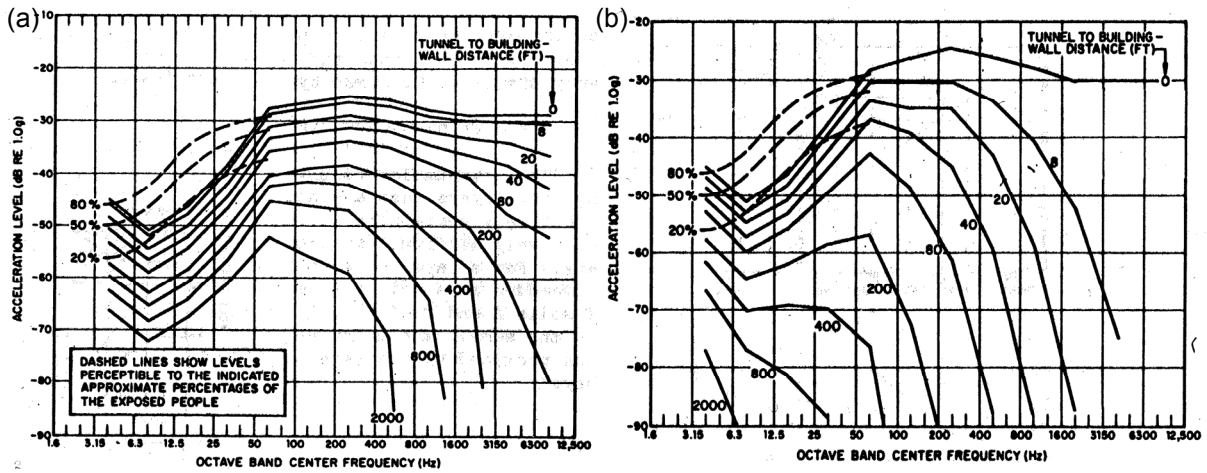 (a)
-10
-20
-30
-40
-50
-60
-70
-80
-90
ACCELERATION LEVEL (dB RE 1.0g)
TUNNEL TO BUILDING-
WALL DISTANCE (FT)
0
8
20
40
80
200
400
800
2000
80%
50%
20%
DASHED LINES SHOW LEVELS
PERCEPTIBLE TO THE INDICATED
APPROXIMATE PERCENTAGES OF
THE EXPOSED PEOPLE
1.6 3.15 6.3 12.5 25 50 100 200 400 800 1600 3150 6300 12,500
OCTAVE BAND CENTER FREQUENCY (Hz)
(b)
-20
-30
-40
-50
-60
-70
-80
-90
ACCELERATION LEVEL (dB RE 1.0g)
TUNNEL TO BUILDING-
WALL DISTANCE (FT)
0
8
20
40
80
200
400
800
2000
80%
50%
20%
1.6 3.15 6.3 12.5 25 50 100 200 400 800 1600 3150 6300 12,500
OCTAVE BAND CENTER FREQUENCY (Hz)